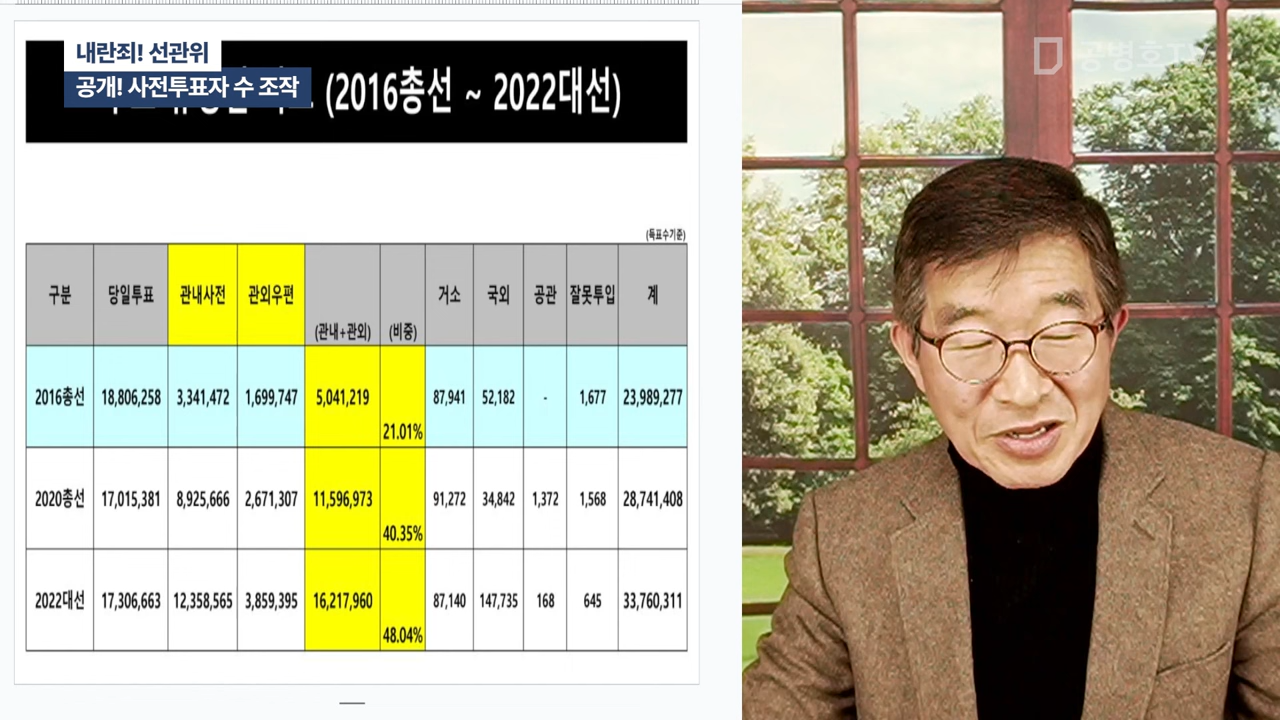 내란죄! 선관위
공개! 사전투표자 수 조작
(2016총선 ~ 2022대선)
공병호TV
(득표수기준)
구분 당일투표 관내사전 관외우편 (관내+관외) (비중) 거소 국외 공관 잘못투입 계
2016총선 18,806,258 3,341,472 1,699,747 5,041,219 21.01% 87,941 52,182 - 1,677 23,989,277
2020총선 17,015,381 8,925,666 2,671,307 11,596,973 40.35% 91,272 34,842 1,372 1,568 28,741,408
2022대선 17,306,663 12,358,565 3,859,395 16,217,960 48.04% 87,140 147,735 168 645 33,760,311